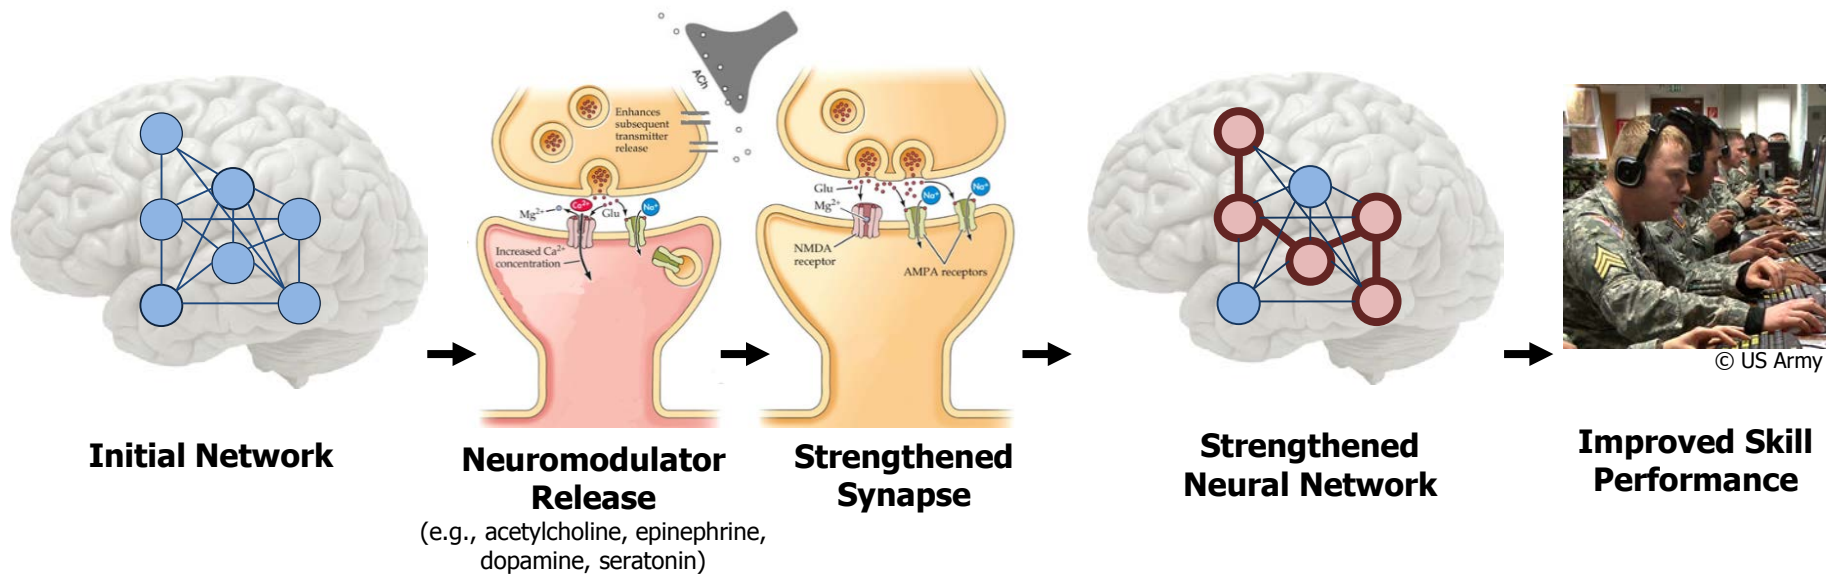 ACh
Enhances
subsequent
transmitter
release
Ca2+
Mg2+
Glu
Na+
Increased Ca2+
concentration
Glu
Mg2+
Na+
Na+
NMDA
receptor
AMPA receptors
© US Army
Initial Network
Neuromodulator
Release
(e.g., acetylcholine, epinephrine,
dopamine, seratonin)
Strengthened
Synapse
Strengthened
Neural Network
Improved Skill
Performance